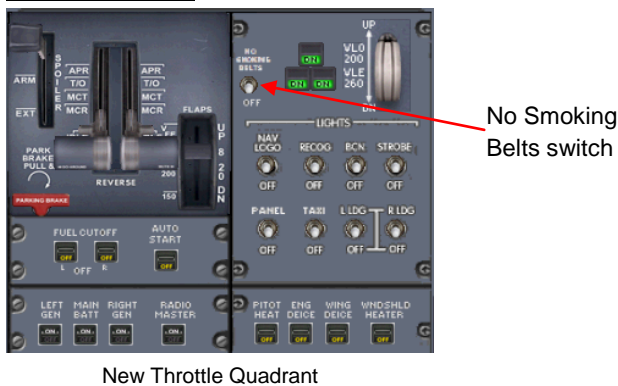 UP
NO SMOKING BELTS
DN
DN DN
VLO 200
VLE 260
OFF
DN
SPOILER
ARM
EXT
APR APR
T/O T/O
MCT MCT
MCR MCR
FLAPS
UP
8
20
DN
200
150
PARK BRAKE PULL &
REVERSE
PARKING BRAKE
LIGHTS
NAV LOGO RECOG BCN STROBE
OFF OFF OFF OFF
PANEL TAXI L LDG R LDG
OFF OFF OFF OFF
FUEL CUTOFF AUTO START
OFF OFF OFF
L OFF R
LEFT GEN MAIN BATT RIGHT GEN RADIO MASTER
ON ON ON ON
PITOT HEAT ENG DEICE WING DEICE WNDSHLD HEATER
OFF OFF OFF OFF
No Smoking
Belts switch
New Throttle Quadrant